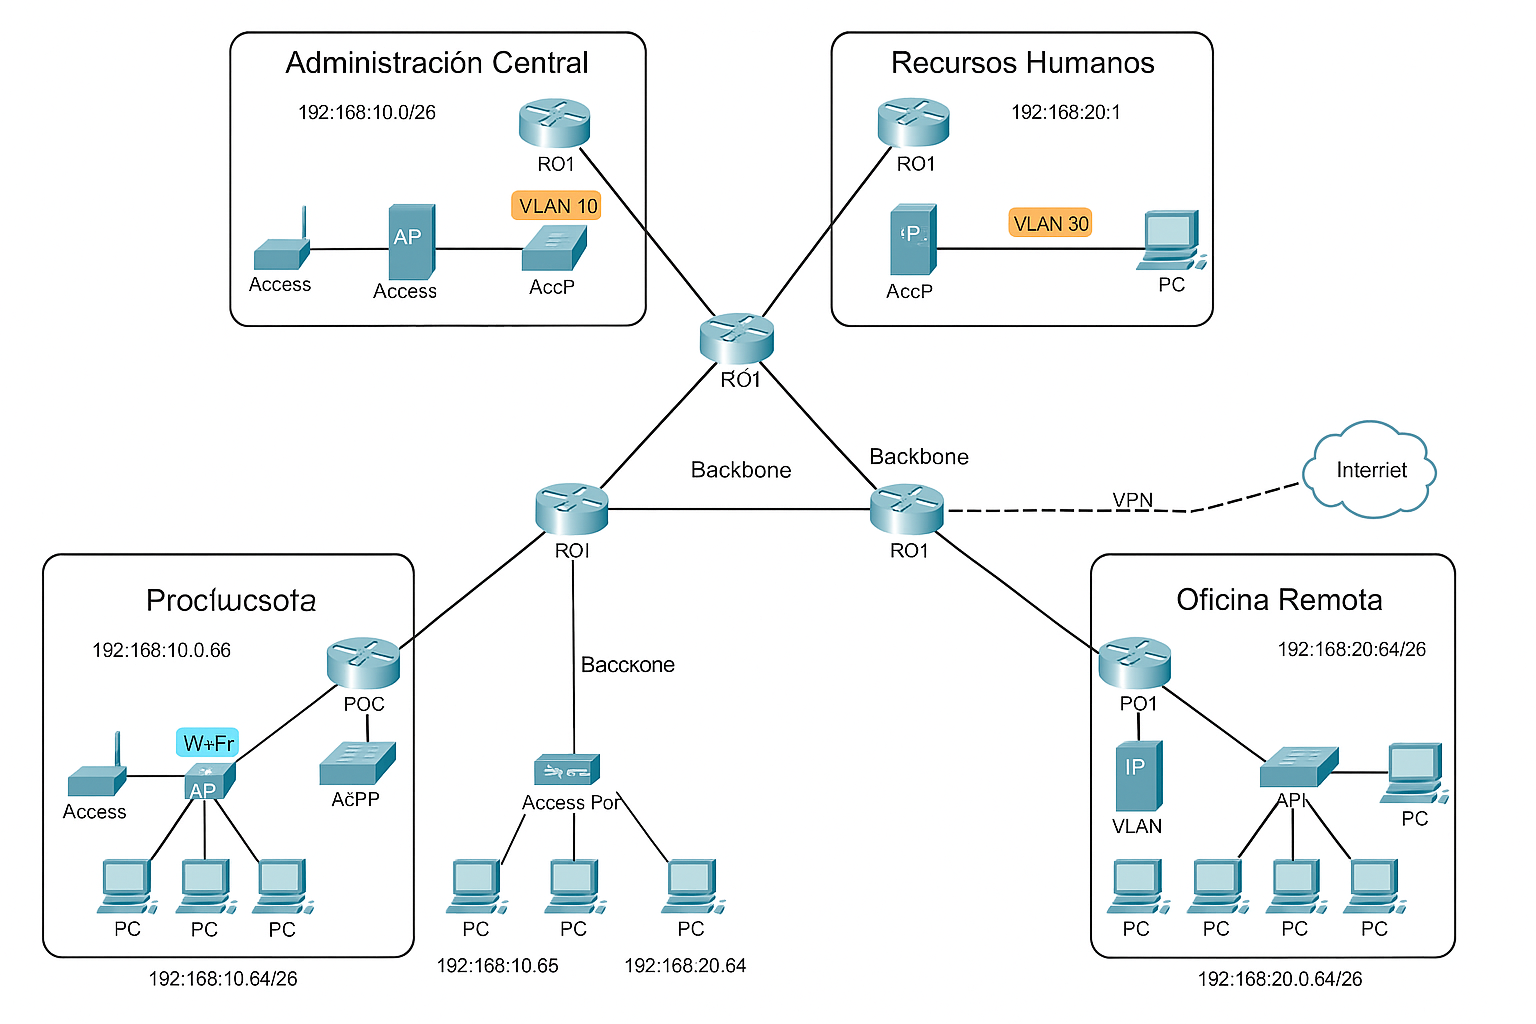 Administración Central
192:168:10.0/26
RO1
VLAN 10
AP
Access
Access
AccP
Recursos Humanos
192:168:20:1
RO1
VLAN 30
AccP
PC
RÓ1
Backbone
Backbone
ROI
RO1
VPN
Interriet
192:168:10.0.66
POC
W+Fr
AP
Access
AčPP
PC
PC
PC
192:168:10.64/26
Access Por
PC
PC
PC
192:168:10.65
192:168:20.64
Oficina Remota
192:168:20:64/26
PO1
IP
VLAN
API
PC
PC
PC
PC
PC
192:168:20.0.64/26